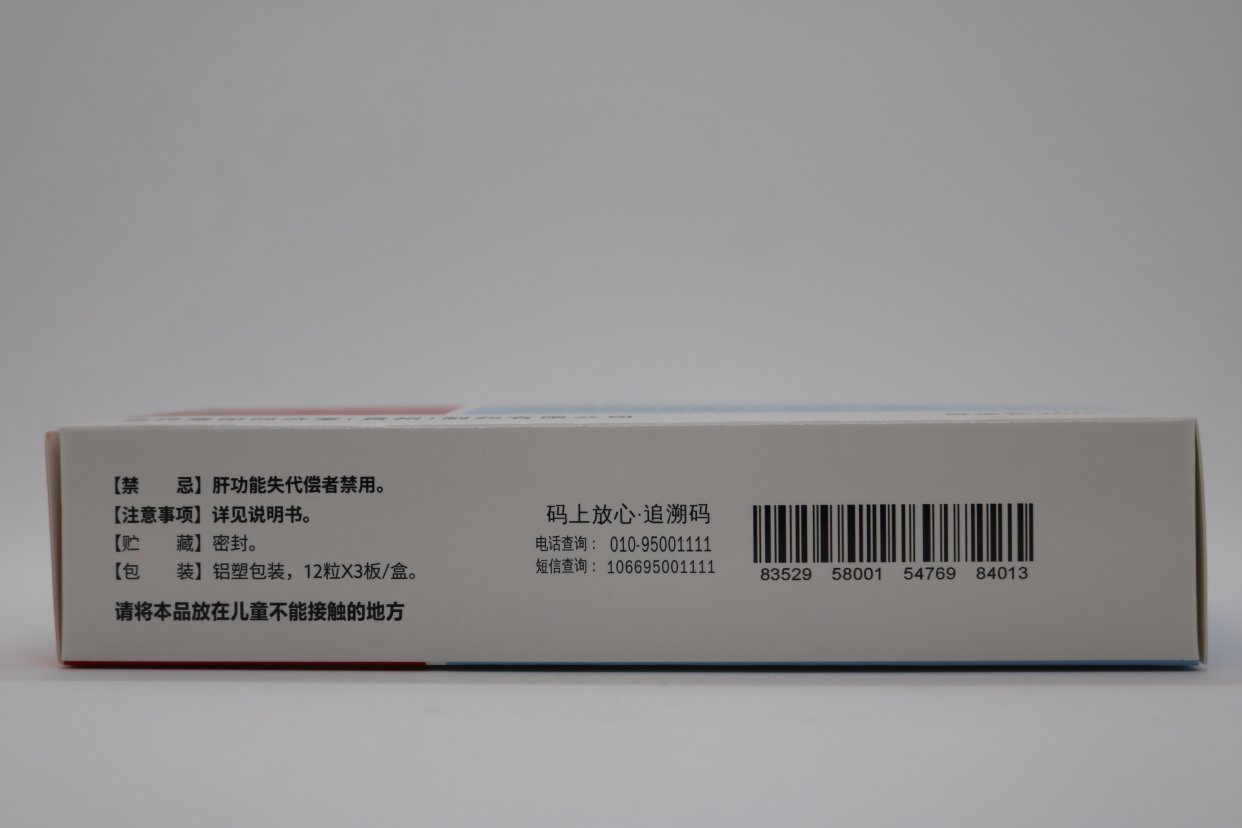 【禁　　忌】肝功能失代偿者禁用。
【注意事项】详见说明书。
【贮　　藏】密封。
【包　　装】铝塑包装，12粒X3板/盒。
请将本品放在儿童不能接触的地方
码上放心·追溯码
电话查询： 010-95001111
短信查询： 106695001111
83529 58001 54769 84013